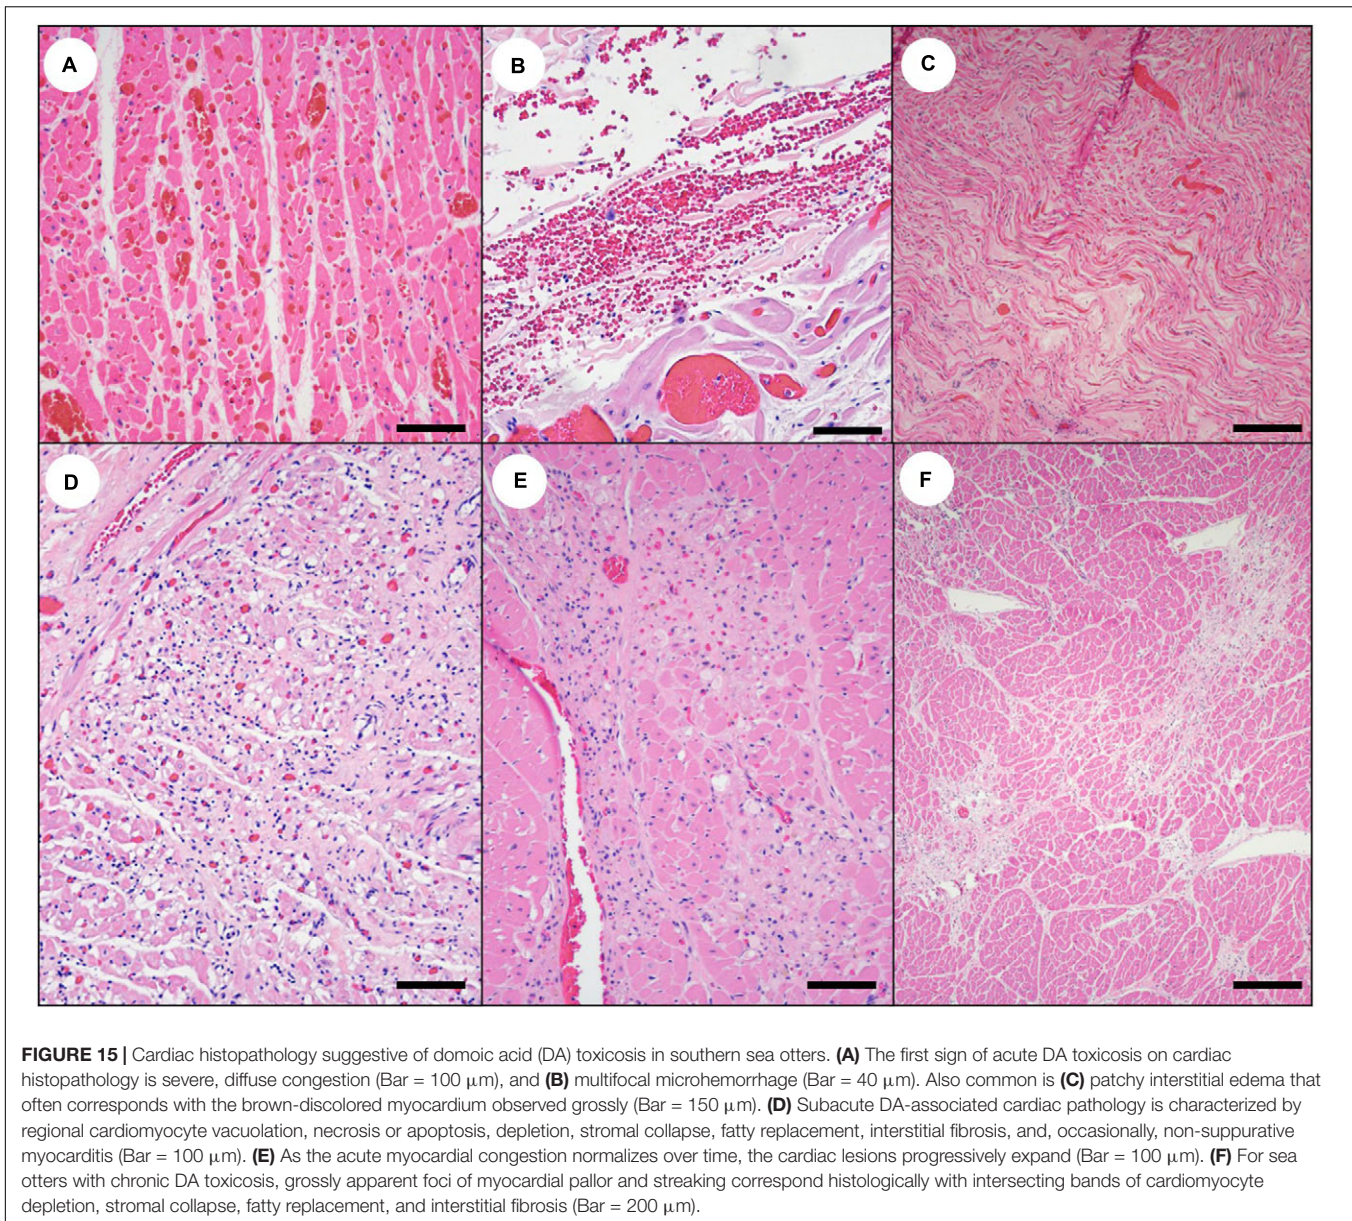 A
B
C
D
E
F
FIGURE 15 | Cardiac histopathology suggestive of domoic acid (DA) toxicosis in southern sea otters. (A) The first sign of acute DA toxicosis on cardiac
histopathology is severe, diffuse congestion (Bar = 100 μm), and (B) multifocal microhemorrhage (Bar = 40 μm). Also common is (C) patchy interstitial edema that
often corresponds with the brown-discolored myocardium observed grossly (Bar = 150 μm). (D) Subacute DA-associated cardiac pathology is characterized by
regional cardiomyocyte vacuolation, necrosis or apoptosis, depletion, stromal collapse, fatty replacement, interstitial fibrosis, and, occasionally, non-suppurative
myocarditis (Bar = 100 μm). (E) As the acute myocardial congestion normalizes over time, the cardiac lesions progressively expand (Bar = 100 μm). (F) For sea
otters with chronic DA toxicosis, grossly apparent foci of myocardial pallor and streaking correspond histologically with intersecting bands of cardiomyocyte
depletion, stromal collapse, fatty replacement, and interstitial fibrosis (Bar = 200 μm).